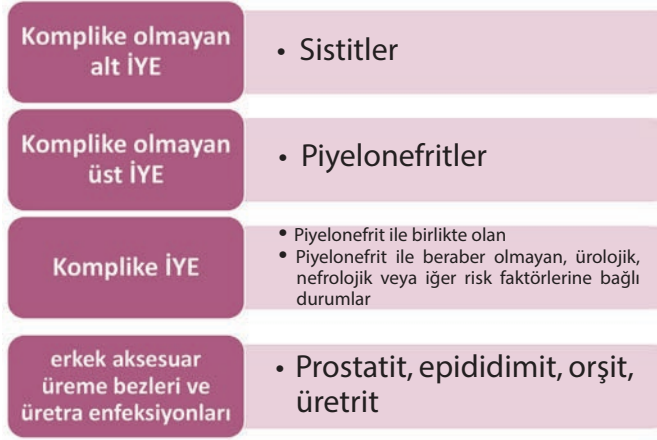 Komplike olmayan
alt İYE
• Sistitler
Komplike olmayan
üst İYE
• Piyelonefritler
Komplike İYE
• Piyelonefrit ile birlikte olan
• Piyelonefrit ile beraber olmayan, ürolojik,
nefrolojik veya iğer risk faktörlerine bağlı
durumlar
erkek aksesuar
üreme bezleri ve
üretra enfeksiyonları
• Prostatit, epididimit, orşit,
üretrit